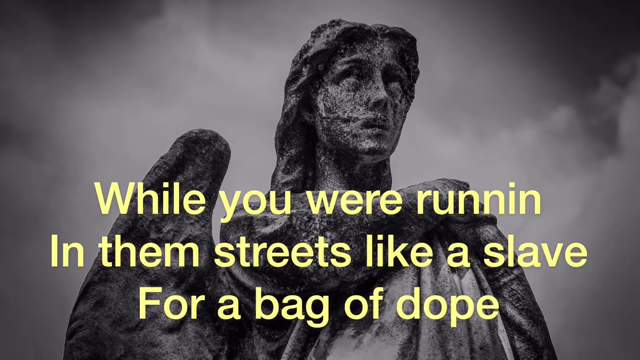 While you were runnin
In them streets like a slave
For a bag of dope